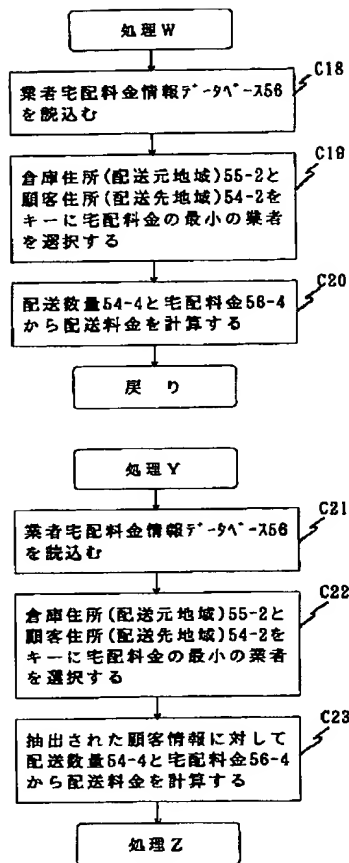 処理W
C18
業者宅配料金情報ﾃﾞｰﾀﾍﾞｰｽ56
を読込む
C19
倉庫住所(配送元地域)55-2と
顧客住所(配送先地域)54-2を
キーに宅配料金の最小の業者
を選択する
C20
配送数量54-4と宅配料金56-4
から配送料金を計算する
戻り
処理Y
C21
業者宅配料金情報ﾃﾞｰﾀﾍﾞｰｽ56
を読込む
C22
倉庫住所(配送元地域)55-2と
顧客住所(配送先地域)54-2を
キーに宅配料金の最小の業者
を選択する
C23
抽出された顧客情報に対して
配送数量54-4と宅配料金56-4
から配送料金を計算する
処理Z